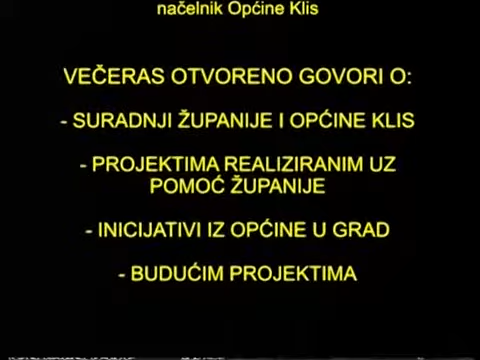 načelnik Općine Klis
VEČERAS OTVORENO GOVORI O:
- SURADNJI ŽUPANIJE I OPĆINE KLIS
- PROJEKTIMA REALIZIRANIM UZ
POMOĆ ŽUPANIJE
- INICIJATIVI IZ OPĆINE U GRAD
- BUDUĆIM PROJEKTIMA